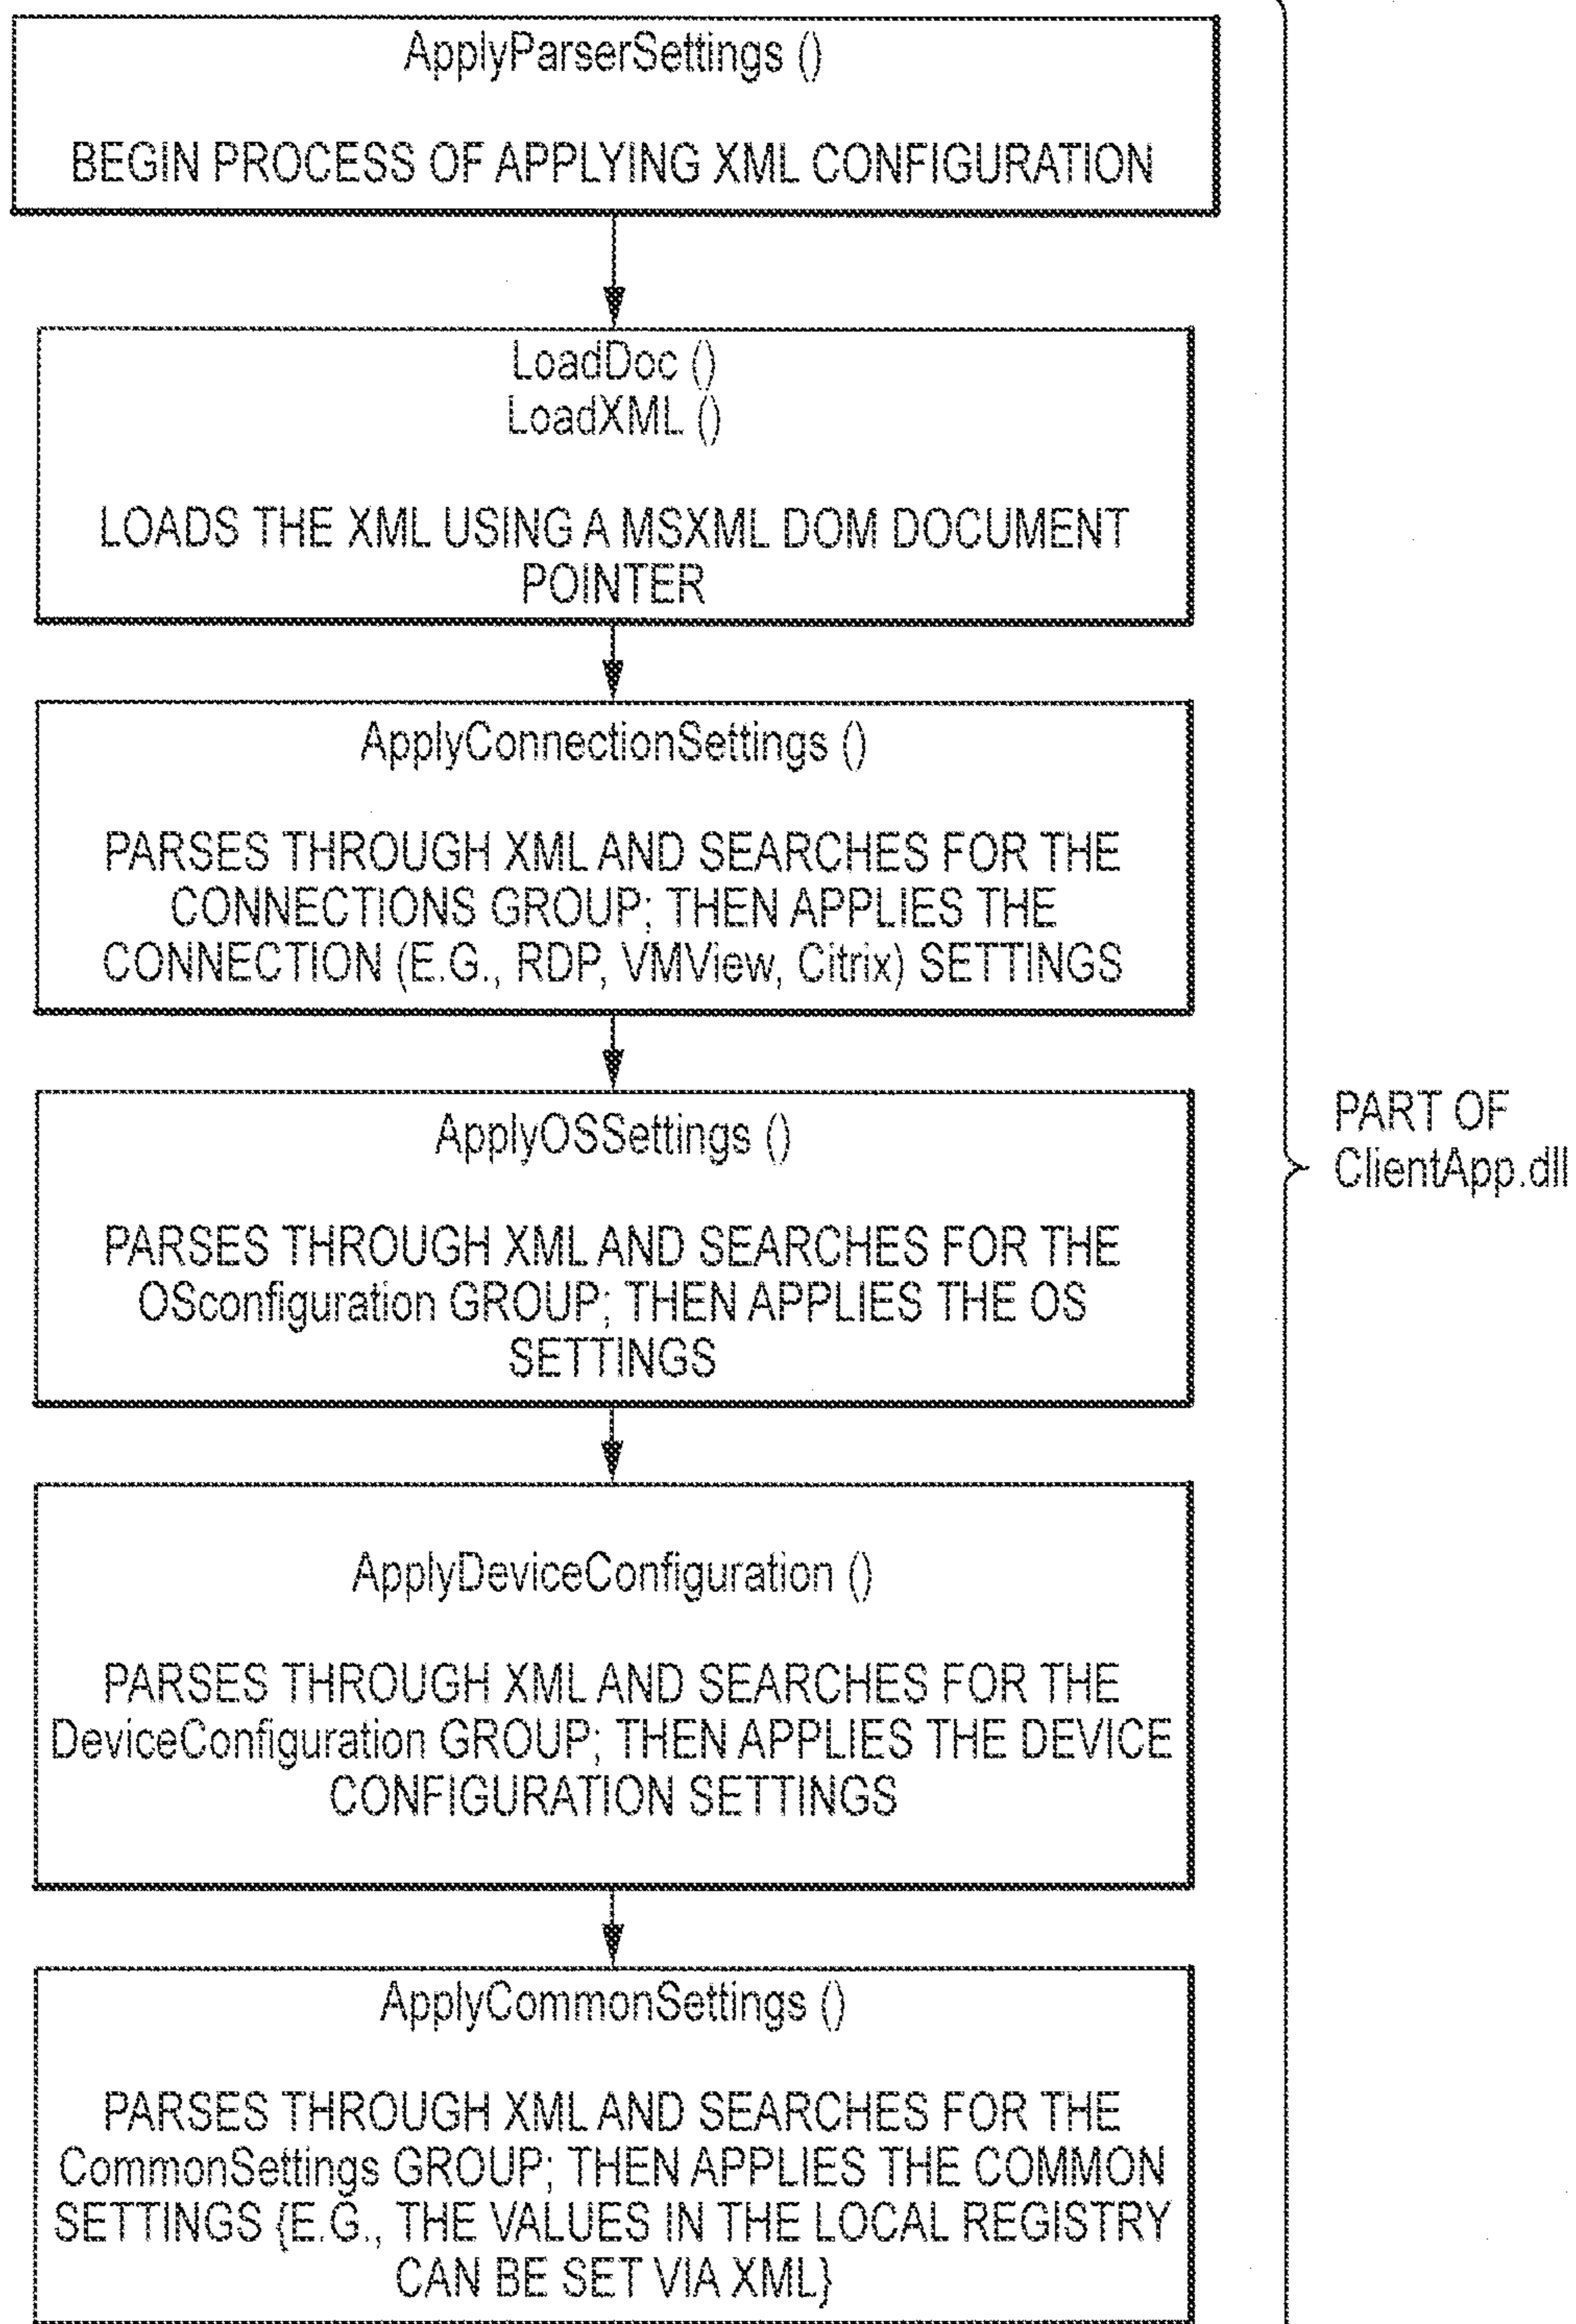 ApplyParserSettings ()
BEGIN PROCESS OF APPLYING XML CONFIGURATION
LoadDoc ()
LoadXML ()
LOADS THE XML USING A MSXML DOM DOCUMENT
POINTER
ApplyConnectionSettings ()
PARSES THROUGH XML AND SEARCHES FOR THE
CONNECTIONS GROUP; THEN APPLIES THE
CONNECTION (E.G., RDP, VMView, Citrix) SETTINGS
ApplyOSSettings ()
PARSES THROUGH XML AND SEARCHES FOR THE
OSconfiguration GROUP; THEN APPLIES THE OS
SETTINGS
ApplyDeviceConfiguration ()
PARSES THROUGH XML AND SEARCHES FOR THE
DeviceConfiguration GROUP; THEN APPLIES THE DEVICE
CONFIGURATION SETTINGS
ApplyCommonSettings ()
PARSES THROUGH XML AND SEARCHES FOR THE
CommonSettings GROUP; THEN APPLIES THE COMMON
SETTINGS {E.G., THE VALUES IN THE LOCAL REGISTRY
CAN BE SET VIA XML}
PART OF
ClientApp.dll